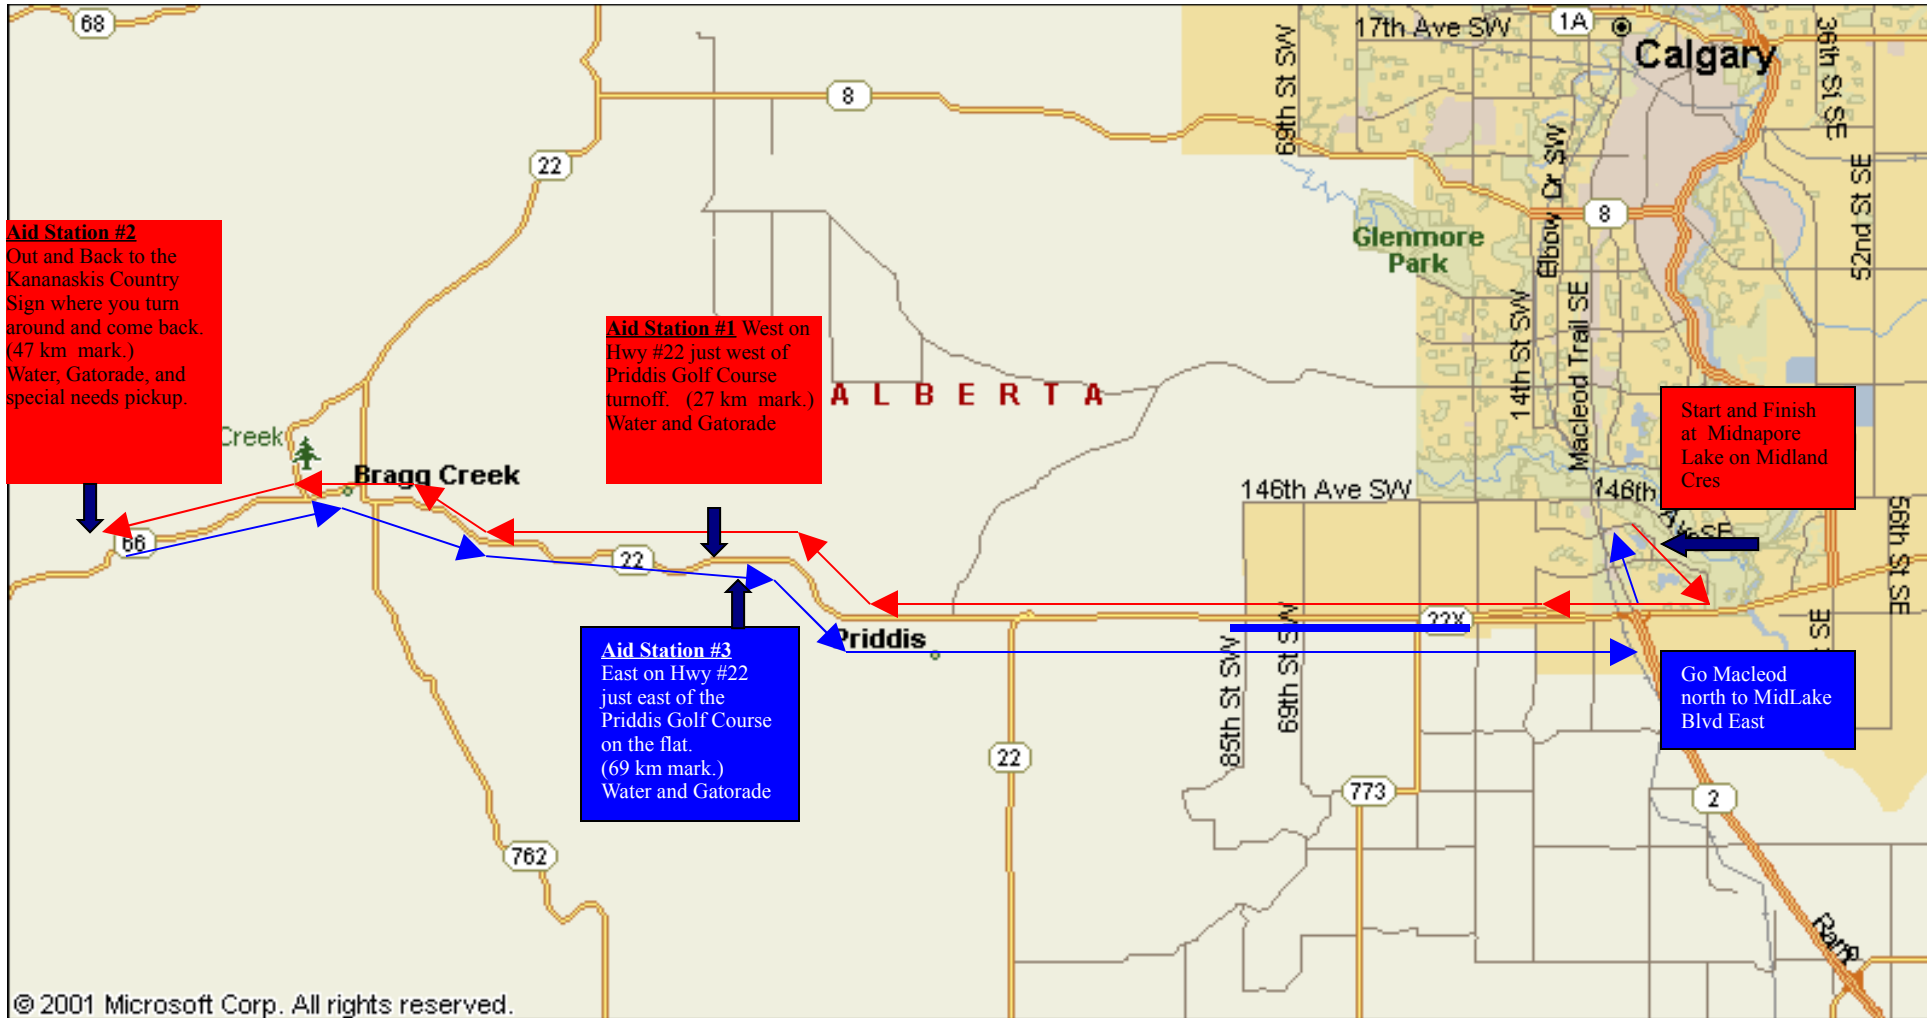 68
1A
17th Ave SW
Calgary
36th St SE
69th St SW
8
22
Elbow Dr SW
52nd St SE
8
Glenmore
Park
Aid Station #2
Out and Back to the
Kananaskis Country
Sign where you turn
around and come back.
(47 km mark.)
Water, Gatorade, and
special needs pickup.
Aid Station #1 West on
Hwy #22 just west of
Priddis Golf Course
turnoff. (27 km mark.)
Water and Gatorade
ALBERTA
14th St SW
Macleod Trail SE
Start and Finish
at Midnapore
Lake on Midland
Cres
Creek
Bragg Creek
146th Ave SW
146th Ave SE
56th St SE
66
22
22X
Priddis
85th St SW
69th St SW
SE
Aid Station #3
East on Hwy #22
just east of the
Priddis Golf Course
on the flat.
(69 km mark.)
Water and Gatorade
Go Macleod
north to MidLake
Blvd East
22
773
2
762
Ramp
© 2001 Microsoft Corp. All rights reserved.